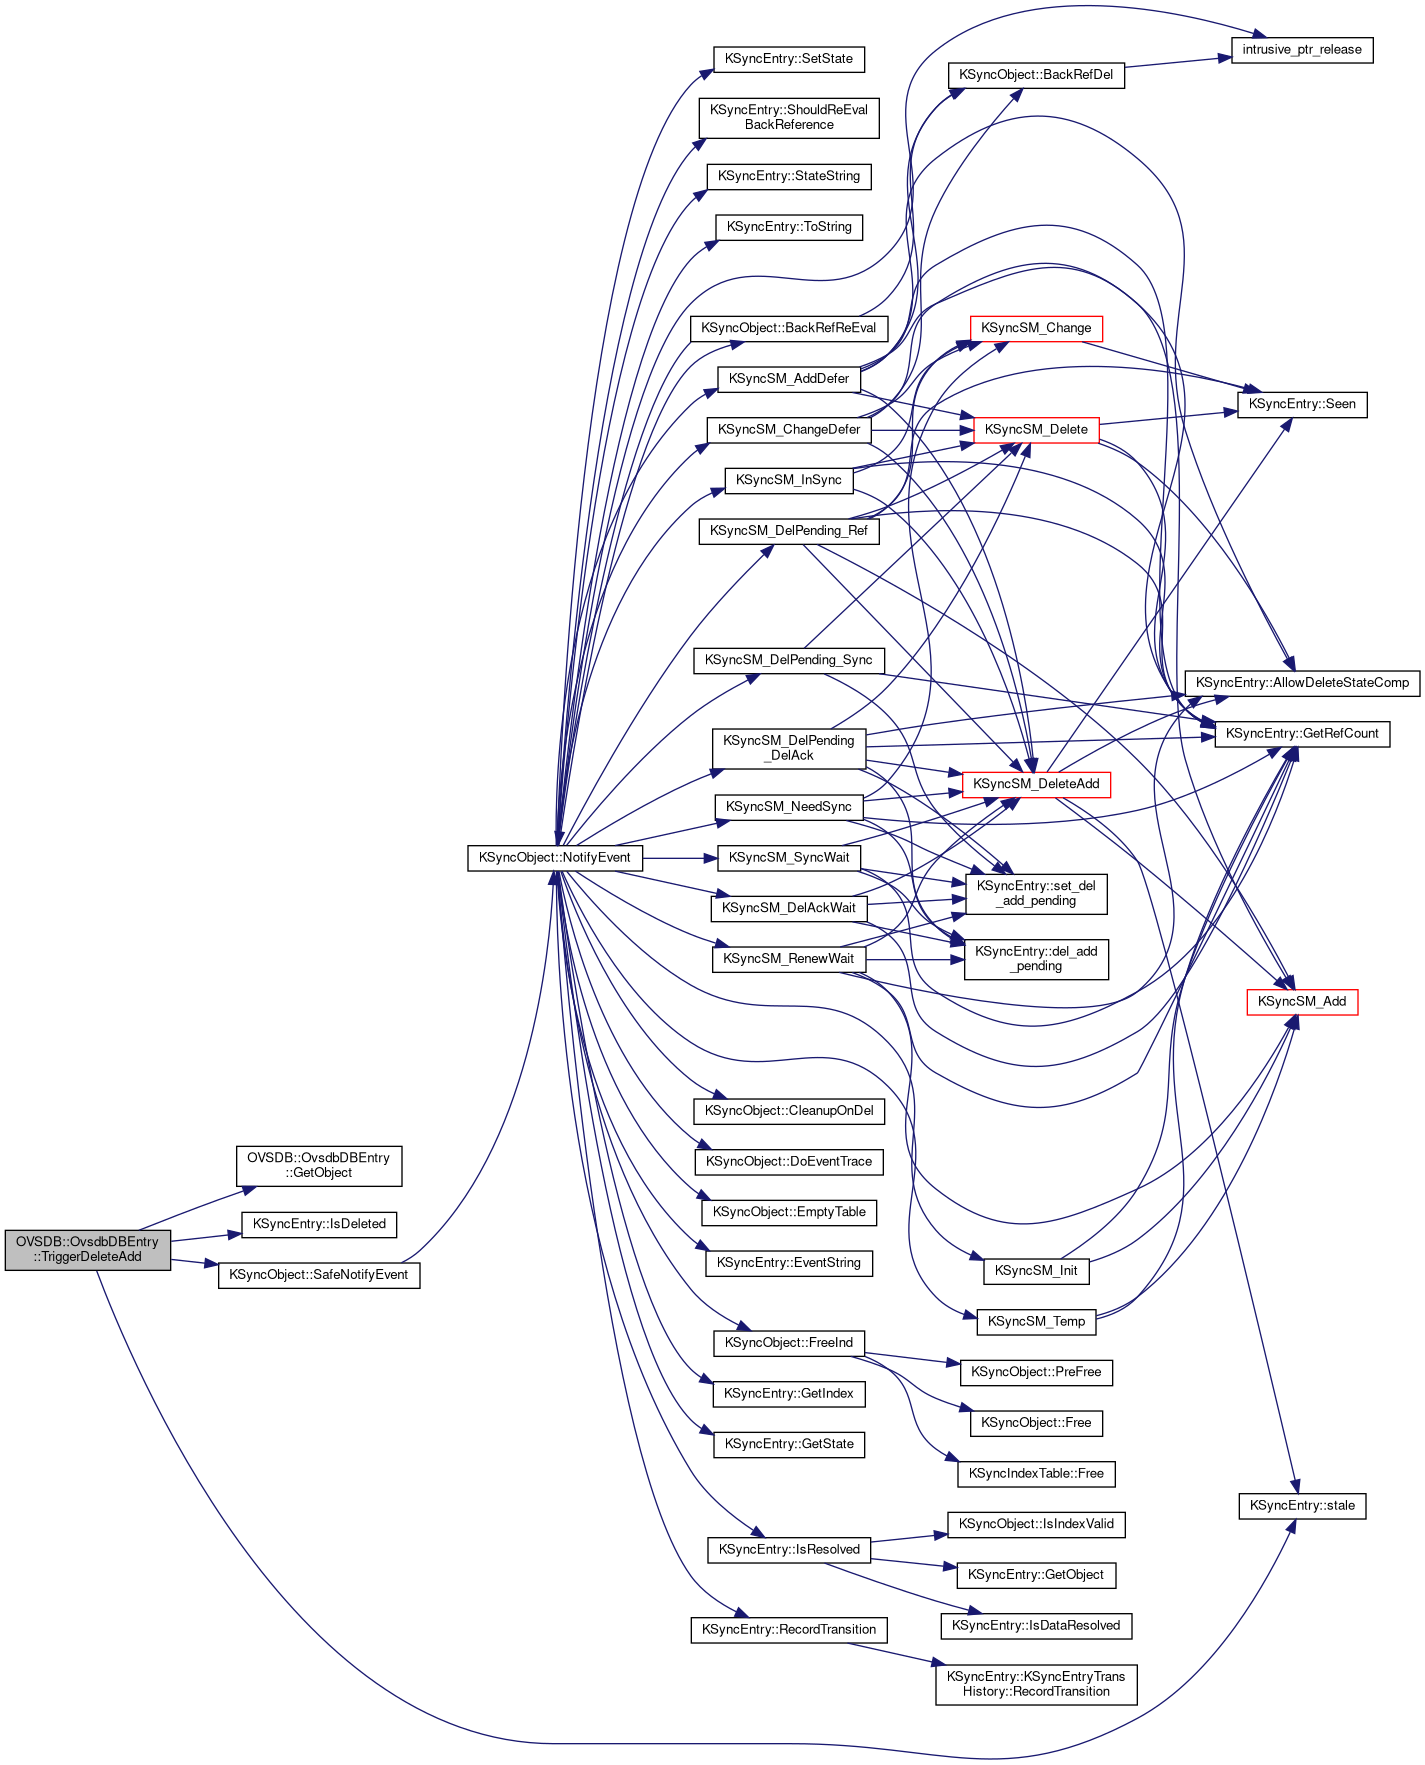 OVSDB::OvsdbDBEntry
::TriggerDeleteAdd
OVSDB::OvsdbDBEntry
::GetObject
KSyncEntry::IsDeleted
KSyncObject::SafeNotifyEvent
KSyncObject::NotifyEvent
KSyncEntry::SetState
KSyncEntry::ShouldReEval
BackReference
KSyncEntry::StateString
KSyncEntry::ToString
KSyncObject::BackRefReEval
KSyncSM_AddDefer
KSyncSM_ChangeDefer
KSyncSM_InSync
KSyncSM_DelPending_Ref
KSyncSM_DelPending_Sync
KSyncSM_DelPending
_DelAck
KSyncSM_NeedSync
KSyncSM_SyncWait
KSyncSM_DelAckWait
KSyncSM_RenewWait
KSyncObject::CleanupOnDel
KSyncObject::DoEventTrace
KSyncObject::EmptyTable
KSyncEntry::EventString
KSyncObject::FreeInd
KSyncEntry::GetIndex
KSyncEntry::GetState
KSyncEntry::IsResolved
KSyncEntry::RecordTransition
KSyncObject::BackRefDel
KSyncSM_Change
KSyncSM_Delete
KSyncSM_DeleteAdd
KSyncEntry::set_del
_add_pending
KSyncEntry::del_add
_pending
KSyncSM_Init
KSyncSM_Temp
KSyncObject::PreFree
KSyncObject::Free
KSyncIndexTable::Free
KSyncObject::IsIndexValid
KSyncEntry::GetObject
KSyncEntry::IsDataResolved
KSyncEntry::KSyncEntryTrans
History::RecordTransition
intrusive_ptr_release
KSyncEntry::Seen
KSyncEntry::AllowDeleteStateComp
KSyncEntry::GetRefCount
KSyncSM_Add
KSyncEntry::stale